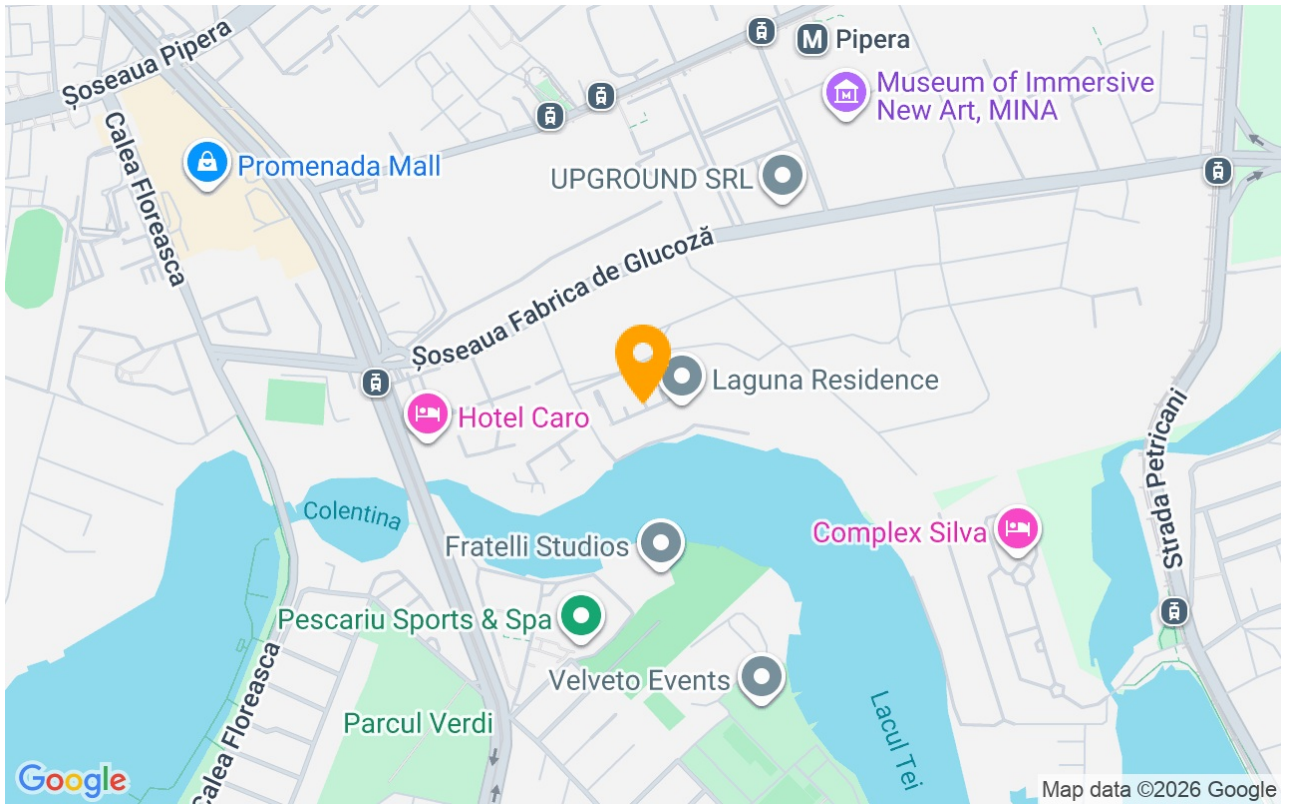 Șoseaua Pipera
M Pipera
Museum of Immersive
New Art, MINA
M
Calea Floreasca
Promenada Mall
UPGROUND SRL
Șoseaua Fabrica de Glucoză
Laguna Residence
Hotel Caro
Strada Petricani
Colentina
Complex Silva
Fratelli Studios
Pescariu Sports & Spa
Velveto Events
Calea Floreasca
Parcul Verdi
Lacul Tei
Google
Map data ©2026 Google